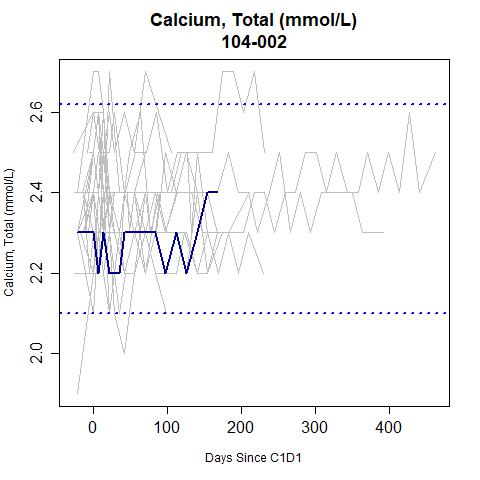 Calcium, Total (mmol/L)
104-002
Calcium, Total (mmol/L)
2.6
2.4
2.2
2.0
0 100 200 300 400
Days Since C1D1